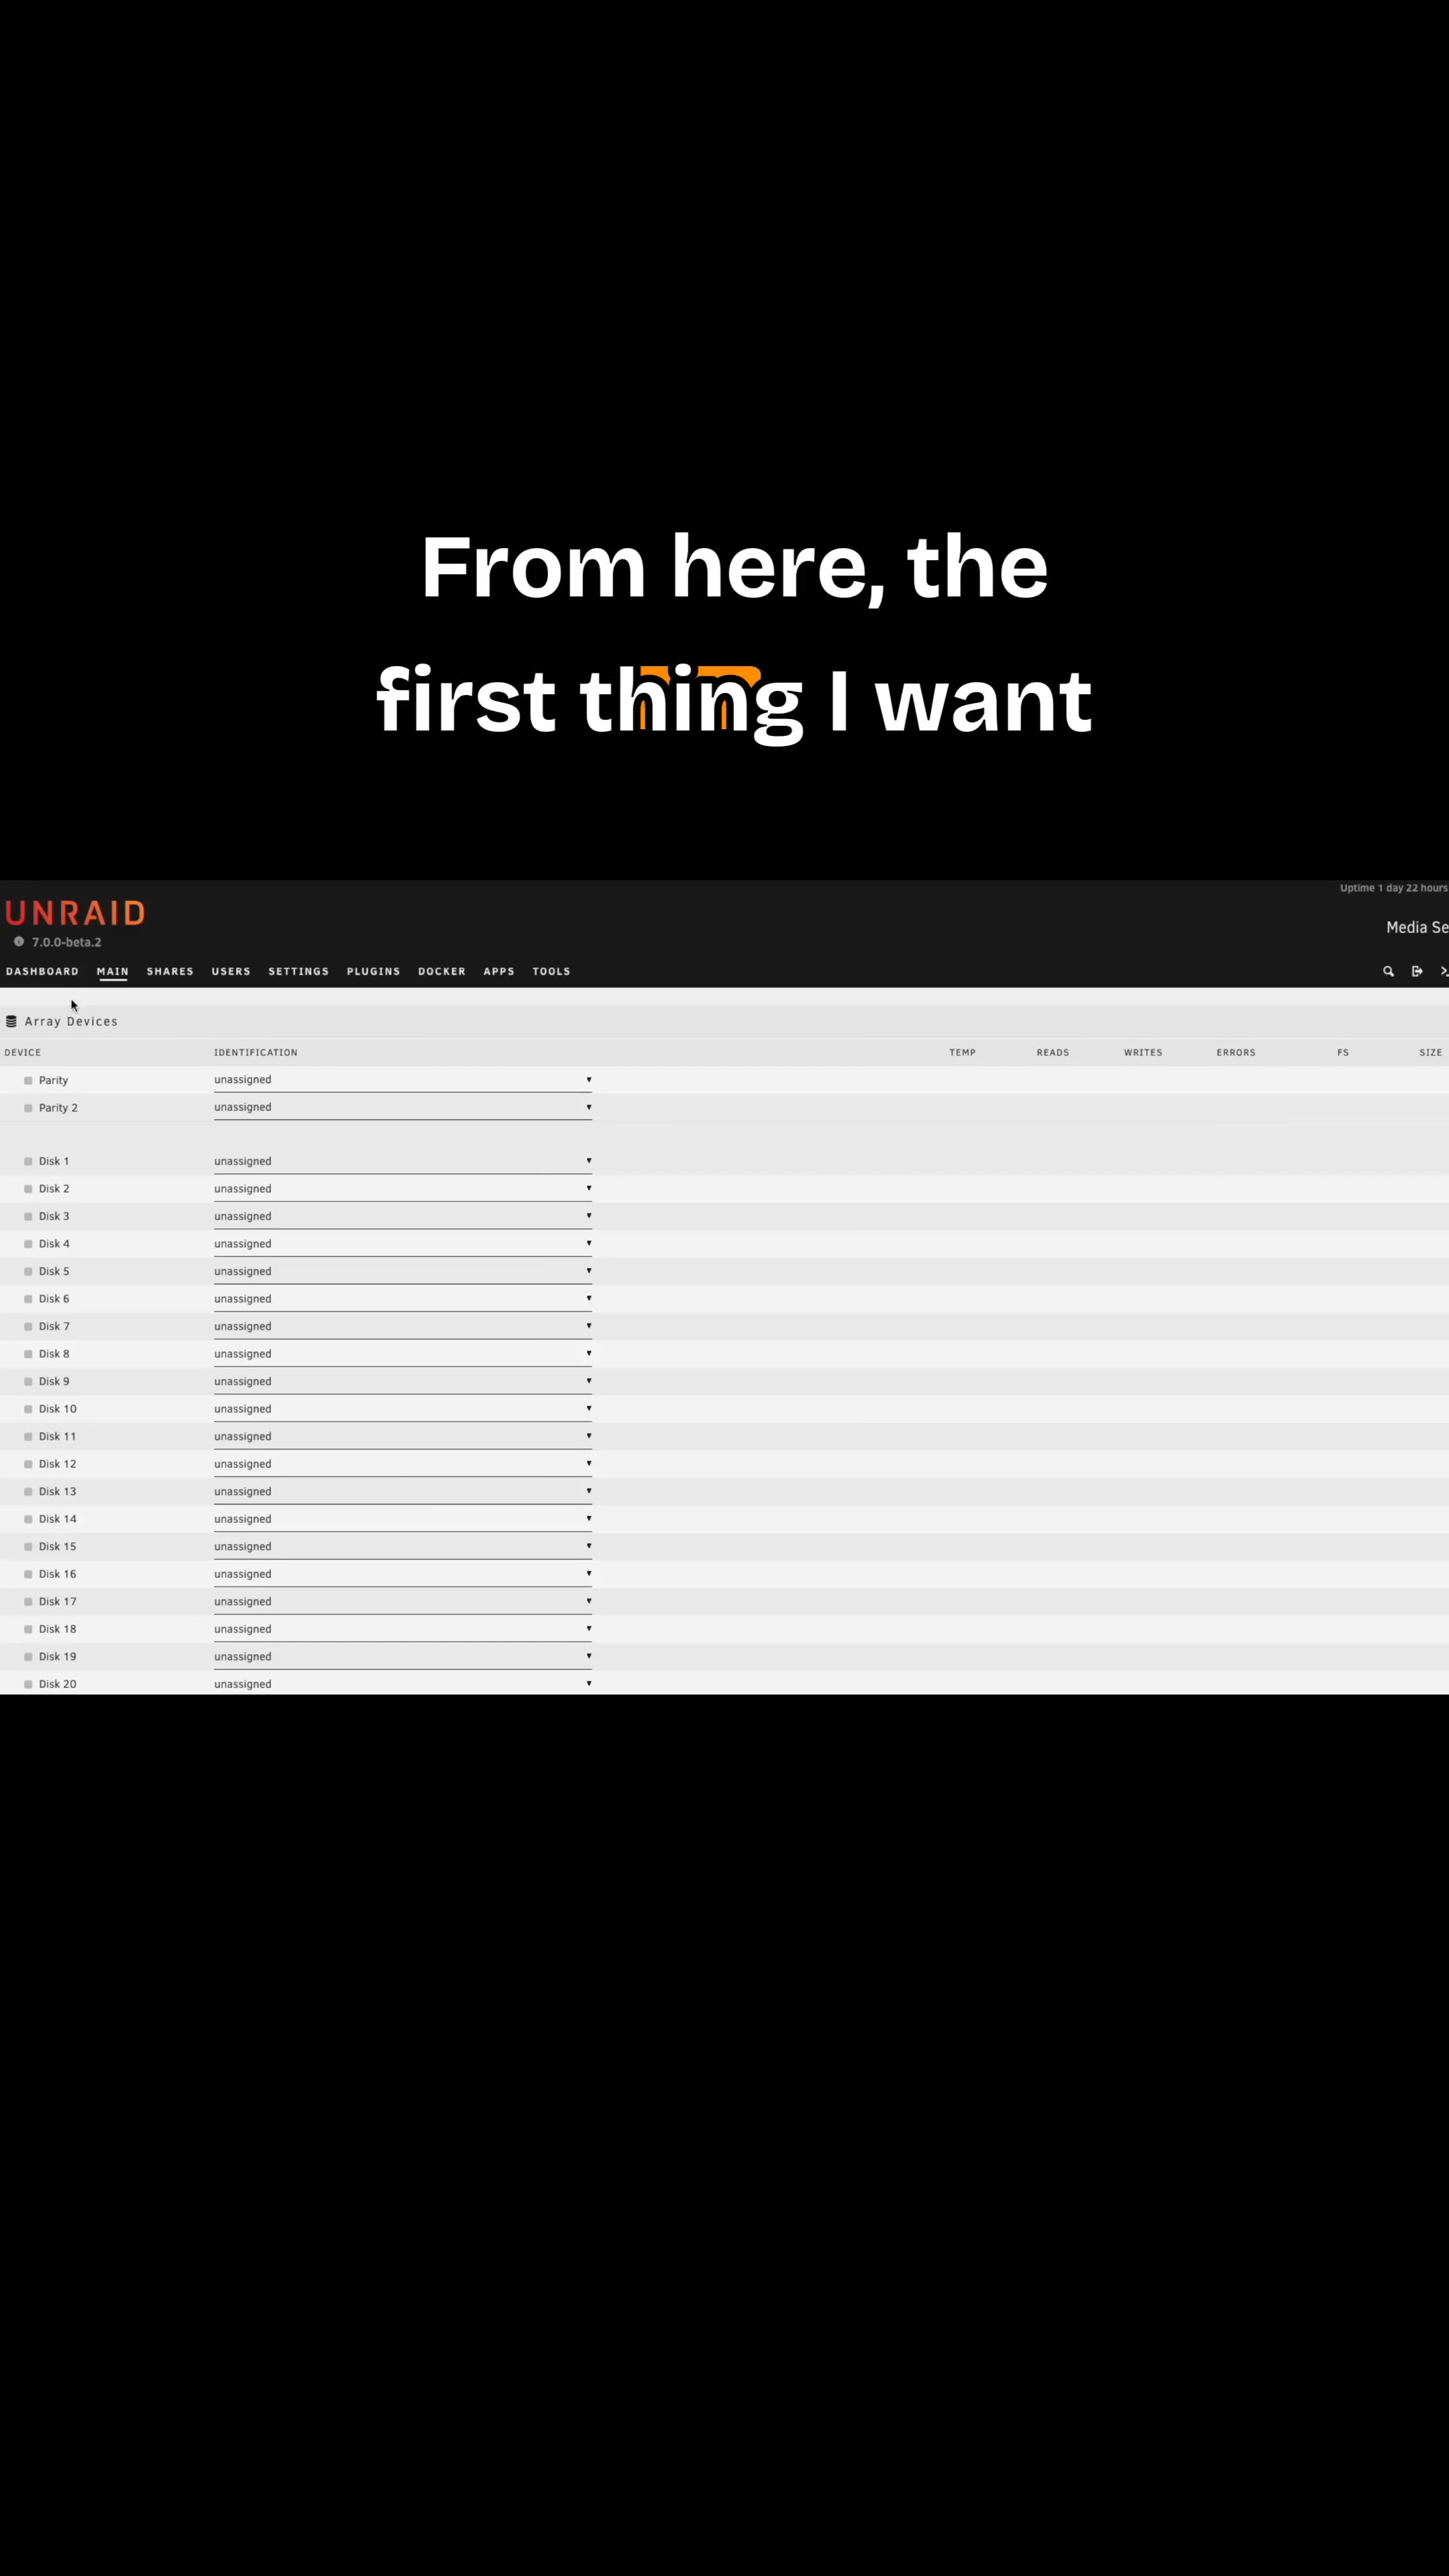 From here, the
first thing I want
Uptime 1 day 22 hours
UNRAID
Media Se
7.0.0-beta.2
DASHBOARD MAIN SHARES USERS SETTINGS PLUGINS DOCKER APPS TOOLS
Array Devices
DEVICE IDENTIFICATION TEMP READS WRITES ERRORS FS SIZE
Parity unassigned
Parity 2 unassigned
Disk 1 unassigned
Disk 2 unassigned
Disk 3 unassigned
Disk 4 unassigned
Disk 5 unassigned
Disk 6 unassigned
Disk 7 unassigned
Disk 8 unassigned
Disk 9 unassigned
Disk 10 unassigned
Disk 11 unassigned
Disk 12 unassigned
Disk 13 unassigned
Disk 14 unassigned
Disk 15 unassigned
Disk 16 unassigned
Disk 17 unassigned
Disk 18 unassigned
Disk 19 unassigned
Disk 20 unassigned